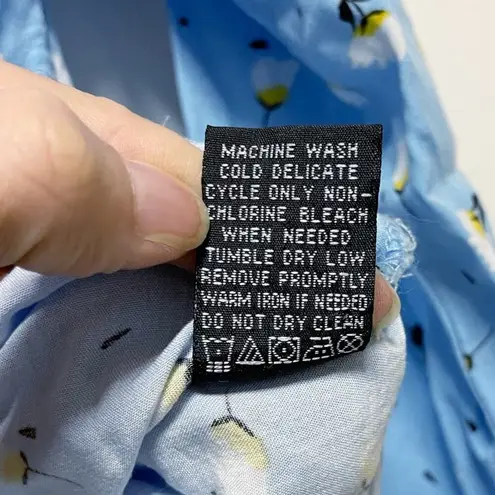 MACHINE WASH
COLD DELICATE
CYCLE ONLY NON-
CHLORINE BLEACH
WHEN NEEDED
TUMBLE DRY LOW
REMOVE PROMPTLY
WARM IRON IF NEEDED
DO NOT DRY CLEAN